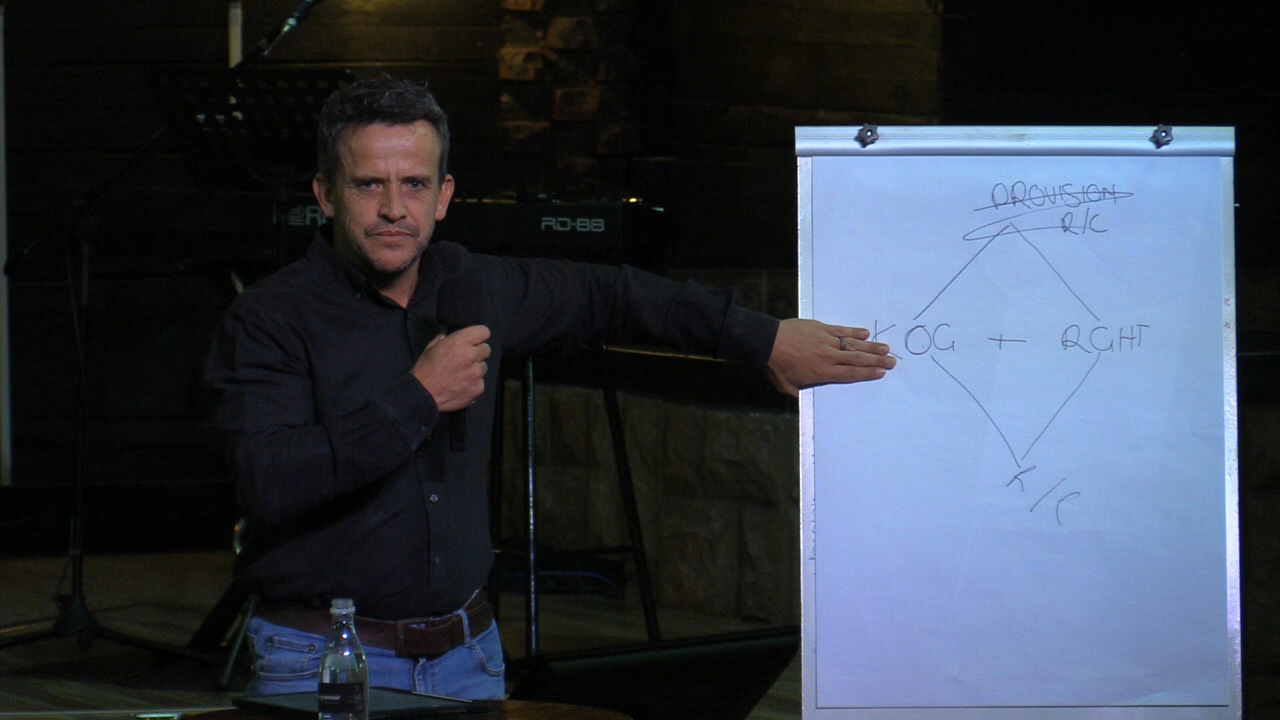 PROVISION
R/C
KOG + RGHT
K/C
RD-88